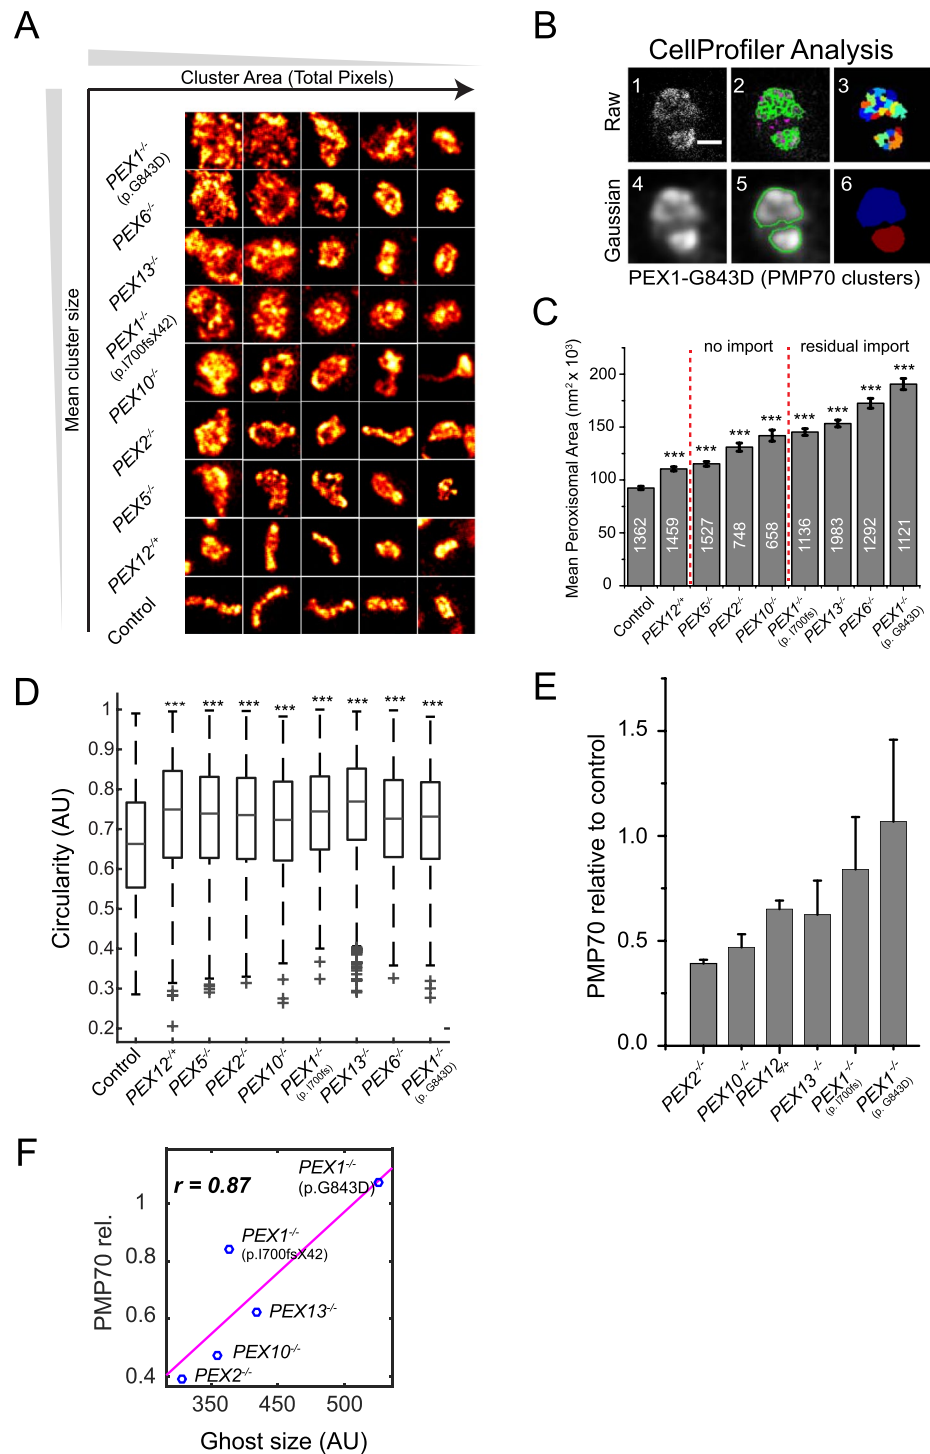 A
Cluster Area (Total Pixels)
Mean cluster size
PEX1-/-
(p.G843D)
PEX6-/-
PEX13-/-
PEX1-/-
(p.I700fsX42)
PEX10-/-
PEX2-/-
PEX5-/-
PEX12-/+
Control
B
CellProfiler Analysis
Raw
1
2
3
Gaussian
4
5
6
PEX1-G843D (PMP70 clusters)
C
no import
residual import
Mean Peroxisomal Area (nm² x 10³)
200
150
100
50
0
***
***
***
***
***
***
***
***
1362
1459
1527
748
658
1136
1983
1292
1121
Control
PEX12-/+
PEX5-/-
PEX2-/-
PEX10-/-
PEX1-/-
(p. I700fs)
PEX13-/-
PEX6-/-
PEX1-/-
(p. G843D)
D
Circularity (AU)
1
0.9
0.8
0.7
0.6
0.5
0.4
0.3
0.2
*** *** *** *** *** *** *** ***
Control
PEX12-/+
PEX5-/-
PEX2-/-
PEX10-/-
PEX1-/-
(p. I700fs)
PEX13-/-
PEX6-/-
PEX1-/-
(p. G843D)
E
PMP70 relative to control
1.5
1.0
0.5
0.0
PEX2-/-
PEX10-/-
PEX12-/+
PEX13-/-
PEX1-/-
(p. I700fs)
PEX1-/-
(p. G843D)
F
r = 0.87
PMP70 rel.
1
0.8
0.6
0.4
PEX1-/-
(p.G843D)
PEX1-/-
(p.I700fsX42)
PEX13-/-
PEX10-/-
PEX2-/-
350
450
500
Ghost size (AU)